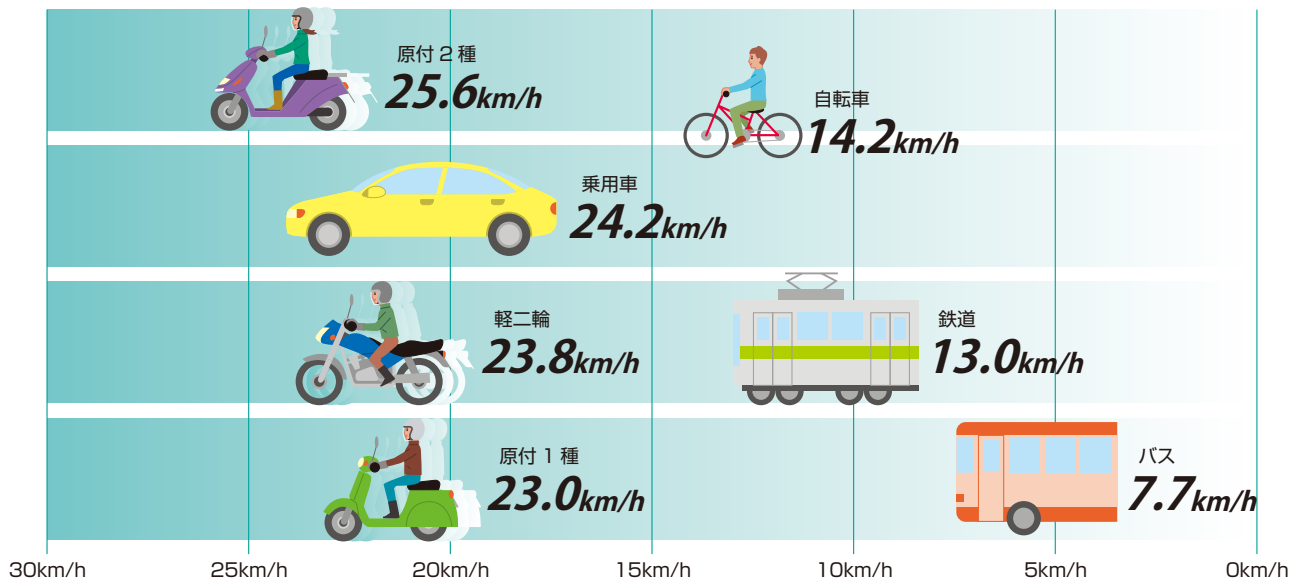 原付 2 種
25.6km/h
自転車
14.2km/h
乗用車
24.2km/h
軽二輪
23.8km/h
鉄道
13.0km/h
原付 1 種
23.0km/h
バス
7.7km/h
30km/h 25km/h 20km/h 15km/h 10km/h 5km/h 0km/h